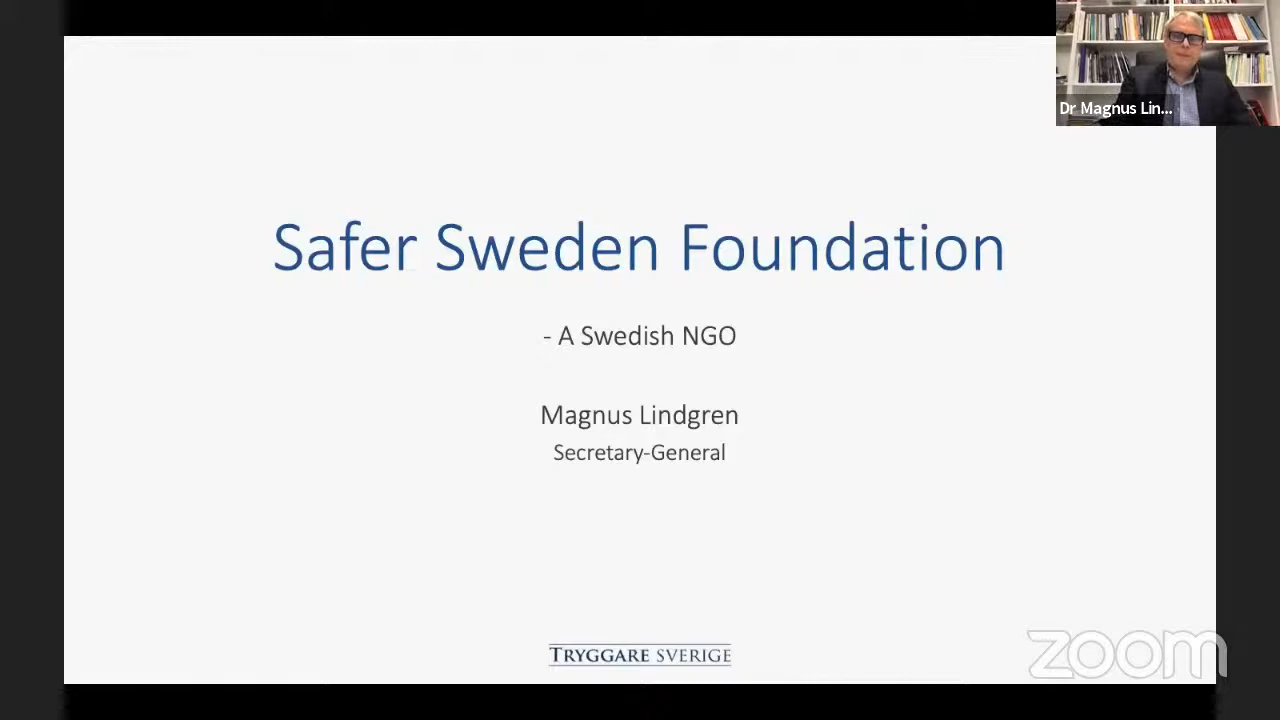 Dr Magnus Lin...
Safer Sweden Foundation
- A Swedish NGO
Magnus Lindgren
Secretary-General
TRYGGARE SVERIGE
zoom